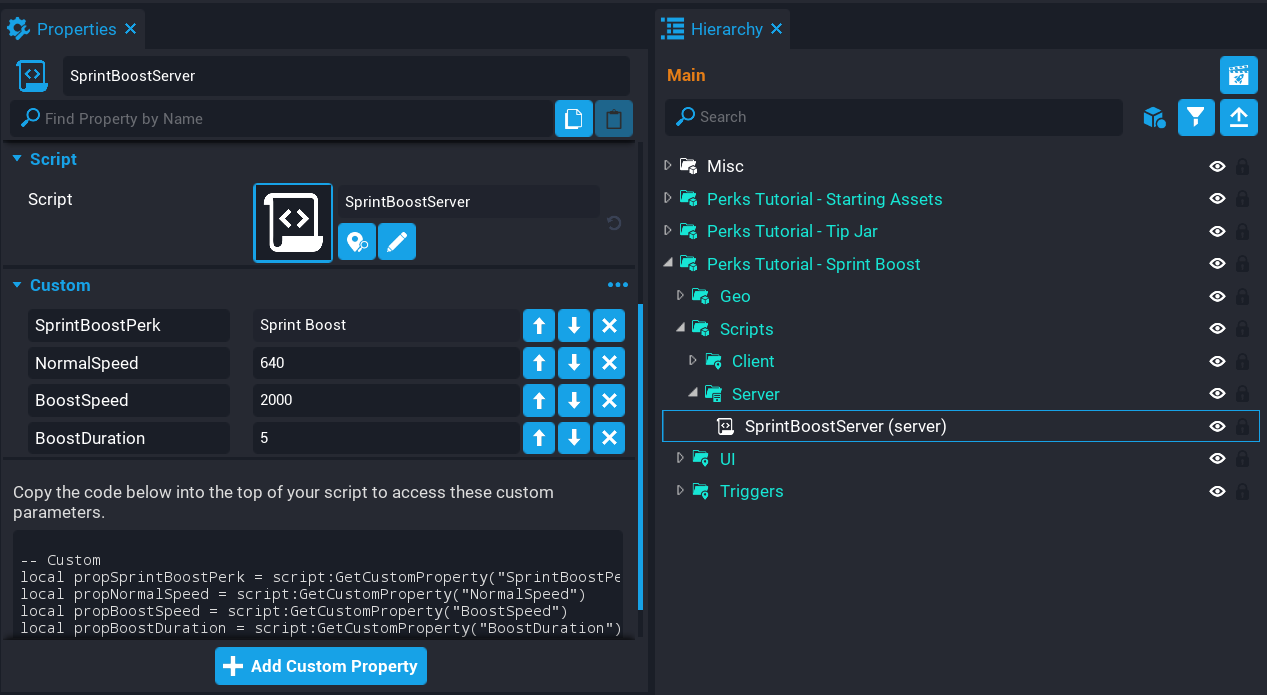 Properties
SprintBoostServer
Find Property by Name
Script
Script
SprintBoostServer
Custom
SprintBoostPerk Sprint Boost
NormalSpeed 640
BoostSpeed 2000
BoostDuration 5
Copy the code below into the top of your script to access these custom
parameters.
-- Custom
local propSprintBoostPerk = script:GetCustomProperty("SprintBoostPe
local propNormalSpeed = script:GetCustomProperty("NormalSpeed")
local propBoostSpeed = script:GetCustomProperty("BoostSpeed")
local propBoostDuration = script:GetCustomProperty("BoostDuration")
Add Custom Property
Hierarchy
Main
Search
Misc
Perks Tutorial - Starting Assets
Perks Tutorial - Tip Jar
Perks Tutorial - Sprint Boost
Geo
Scripts
Client
Server
SprintBoostServer (server)
UI
Triggers